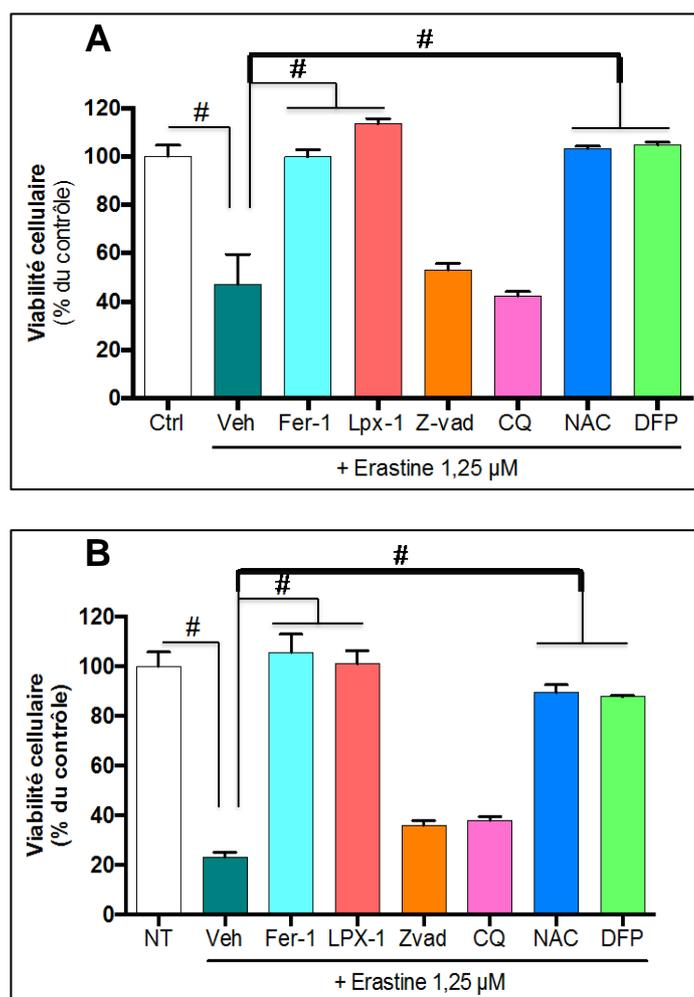 A
#
#
#
Viabilité cellulaire
(% du contrôle)
120
100
80
60
40
20
0
Ctrl Veh Fer-1 Lpx-1 Z-vad CQ NAC DFP
+ Erastine 1,25 µM
B
#
#
#
Viabilité cellulaire
(% du contrôle)
120
100
80
60
40
20
0
NT Veh Fer-1 LPX-1 Zvad CQ NAC DFP
+ Erastine 1,25 µM